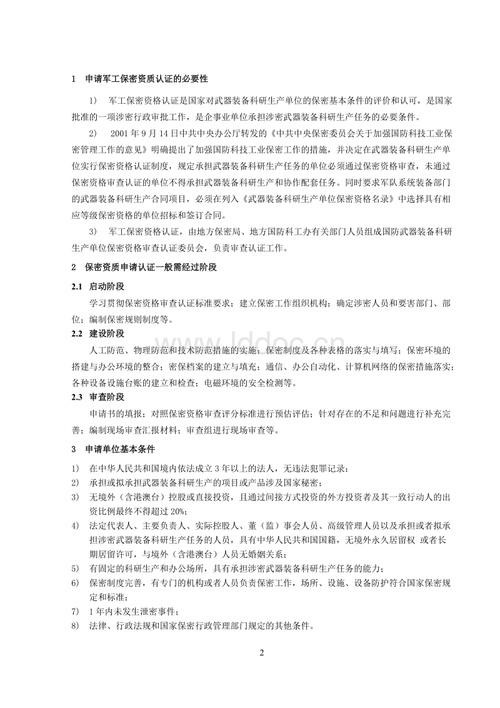 1 申请军工保密资质认证的必要性
1) 军工保密资格认证是国家对武器装备科研生产单位的保密基本条件的评价和认可，是国家
批准的一项涉密行政审批工作，是企事业单位承担涉密武器装备科研生产任务的必要条件。
2) 2001 年 9 月 14 日中共中央办公厅转发的《中共中央保密委员会关于加强国防科技工业保
密管理工作的意见》明确提出了加强国防科技工业保密工作的措施，并决定在武器装备科研生产单
位实行保密资格认证制度，规定承担武器装备科研生产任务的单位必须通过保密资格审查，未通过
保密资格审查认证的单位不得承担武器装备科研生产和协作配套任务。同时要求军队系统装备部门
的武器装备科研生产合同项目，必须在列入《武器装备科研生产单位保密资格名录》中选择具有相
应等级保密资格的单位招标和签订合同。
3) 军工保密资格认证，由地方保密局、地方国防科工办有关部门人员组成国防武器装备科研
生产单位保密资格审查认证委员会，负责审查认证工作。
2 保密资质申请认证一般需经过阶段
2.1 启动阶段
学习贯彻保密资格审查认证标准要求；建立保密工作组织机构；确定涉密人员和要害部门、部
位；编制保密规则制度等。
2.2 建设阶段
人工防范、物理防范和技术防范措施的实施；保密制度及各种表格的落实与填写；保密环境的
搭建与办公环境的整合；密保档案的建立与填充；通信、办公自动化、计算机网络的保密措施落实；
各种设备设施台账的建立和检查；电磁环境的安全检测等。
2.3 审查阶段
申请书的填报；对照保密资格审查评分标准进行预估评估；针对存在的不足和问题进行补充完
善；编制现场审查汇报材料；审查组进行现场审查等。
3 申请单位基本条件
1) 在中华人民共和国境内依法成立 3 年以上的法人，无违法犯罪记录；
2) 承担或拟承担武器装备科研生产的项目或产品涉及国家秘密；
3) 无境外（含港澳台）控股或直接投资，且通过间接方式投资的外方投资者及其一致行动人的出
资比例最终不得超过 20%；
4) 法定代表人、主要负责人、实际控股人、董（监）事会人员、高级管理人员以及承担或者拟承
担涉密武器装备科研生产任务的人员，具有中华人民共和国国籍，无境外永久居留权 或者长
期居留许可，与境外（含港澳台）人员无婚姻关系；
5) 有固定的科研生产和办公场所，具有承担涉密武器装备科研生产任务的能力；
6) 保密制度完善，有专门的机构或者人员负责保密工作，场所、设施、设备防护符合国家保密规
定和标准；
7) 1 年内未发生泄密事件；
8) 法律、行政法规和国家保密行政管理部门规定的其他条件。
www.lddoc.cn
2